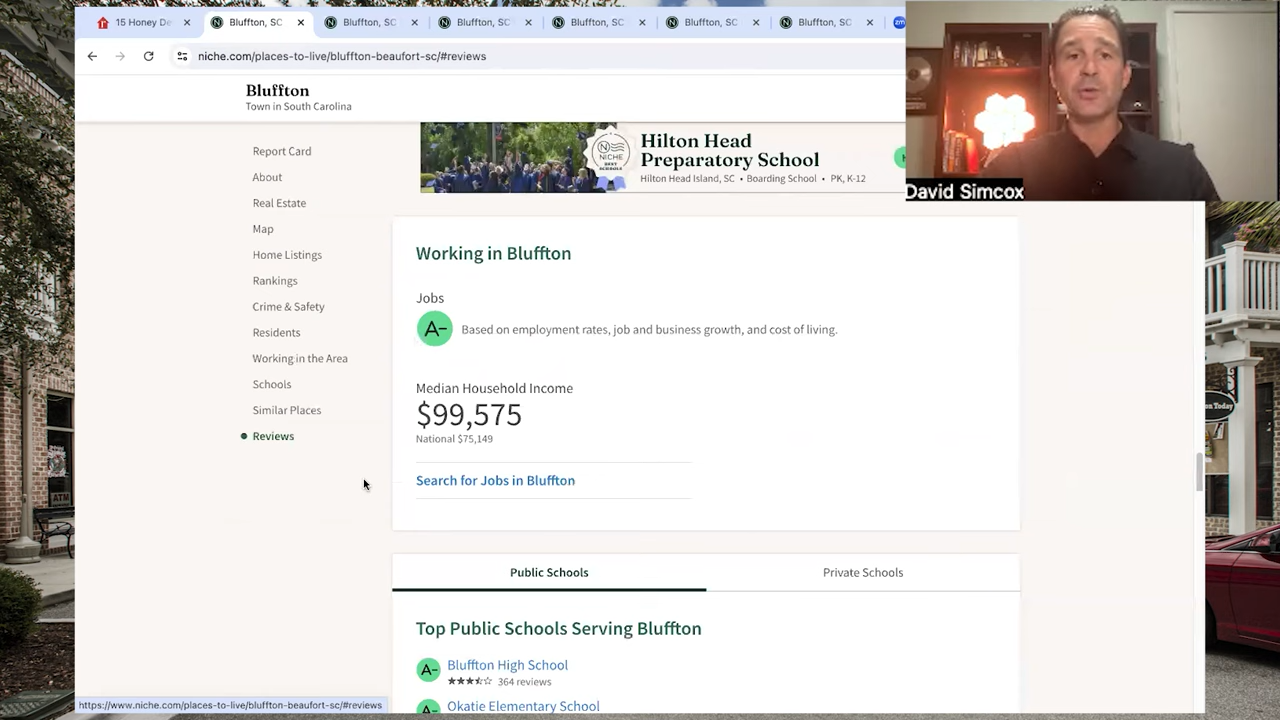 15 Honey De
Bluffton, SC
Bluffton, SC
Bluffton, SC
Bluffton, SC
Bluffton, SC
Bluffton, SC
zm
niche.com/places-to-live/bluffton-beaufort-sc/#reviews
Bluffton
Town in South Carolina
Report Card
About
Real Estate
Map
Home Listings
Rankings
Crime & Safety
Residents
Working in the Area
Schools
Similar Places
Reviews
NICHE
BEST
SCHOOLS
Hilton Head
Preparatory School
Hilton Head Island, SC • Boarding School • PK, K-12
David Simcox
Working in Bluffton
Jobs
A- Based on employment rates, job and business growth, and cost of living.
Median Household Income
$99,575
National $75,149
Search for Jobs in Bluffton
Public Schools Private Schools
Top Public Schools Serving Bluffton
A- Bluffton High School
364 reviews
A- Okatie Elementary School
https://www.niche.com/places-to-live/bluffton-beaufort-sc/#reviews
ATM
on Today